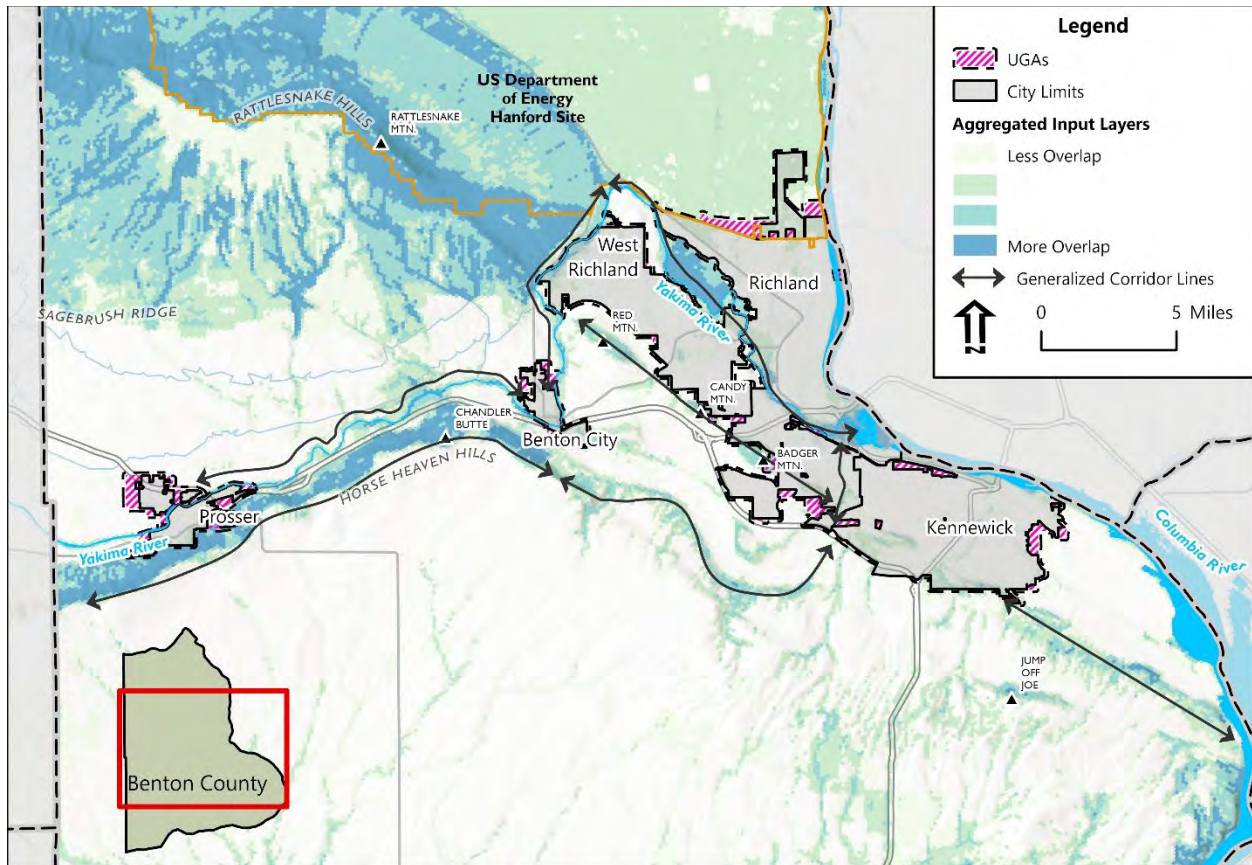 Legend
UGAs
City Limits
Aggregated Input Layers
Less Overlap
More Overlap
Generalized Corridor Lines
N
0
5 Miles
US Department
of Energy
Hanford Site
RATTLESNAKE HILLS
RATTLESNAKE
MTN.
SAGEBRUSH RIDGE
West
Richland
Richland
Yakima River
RED
MTN.
CANDY
MTN.
CHANDLER
BUTTE
Benton City
BADGER
MTN.
HORSE HEAVEN HILLS
Prosser
Yakima River
Kennewick
Columbia River
JUMP
OFF
JOE
Benton County